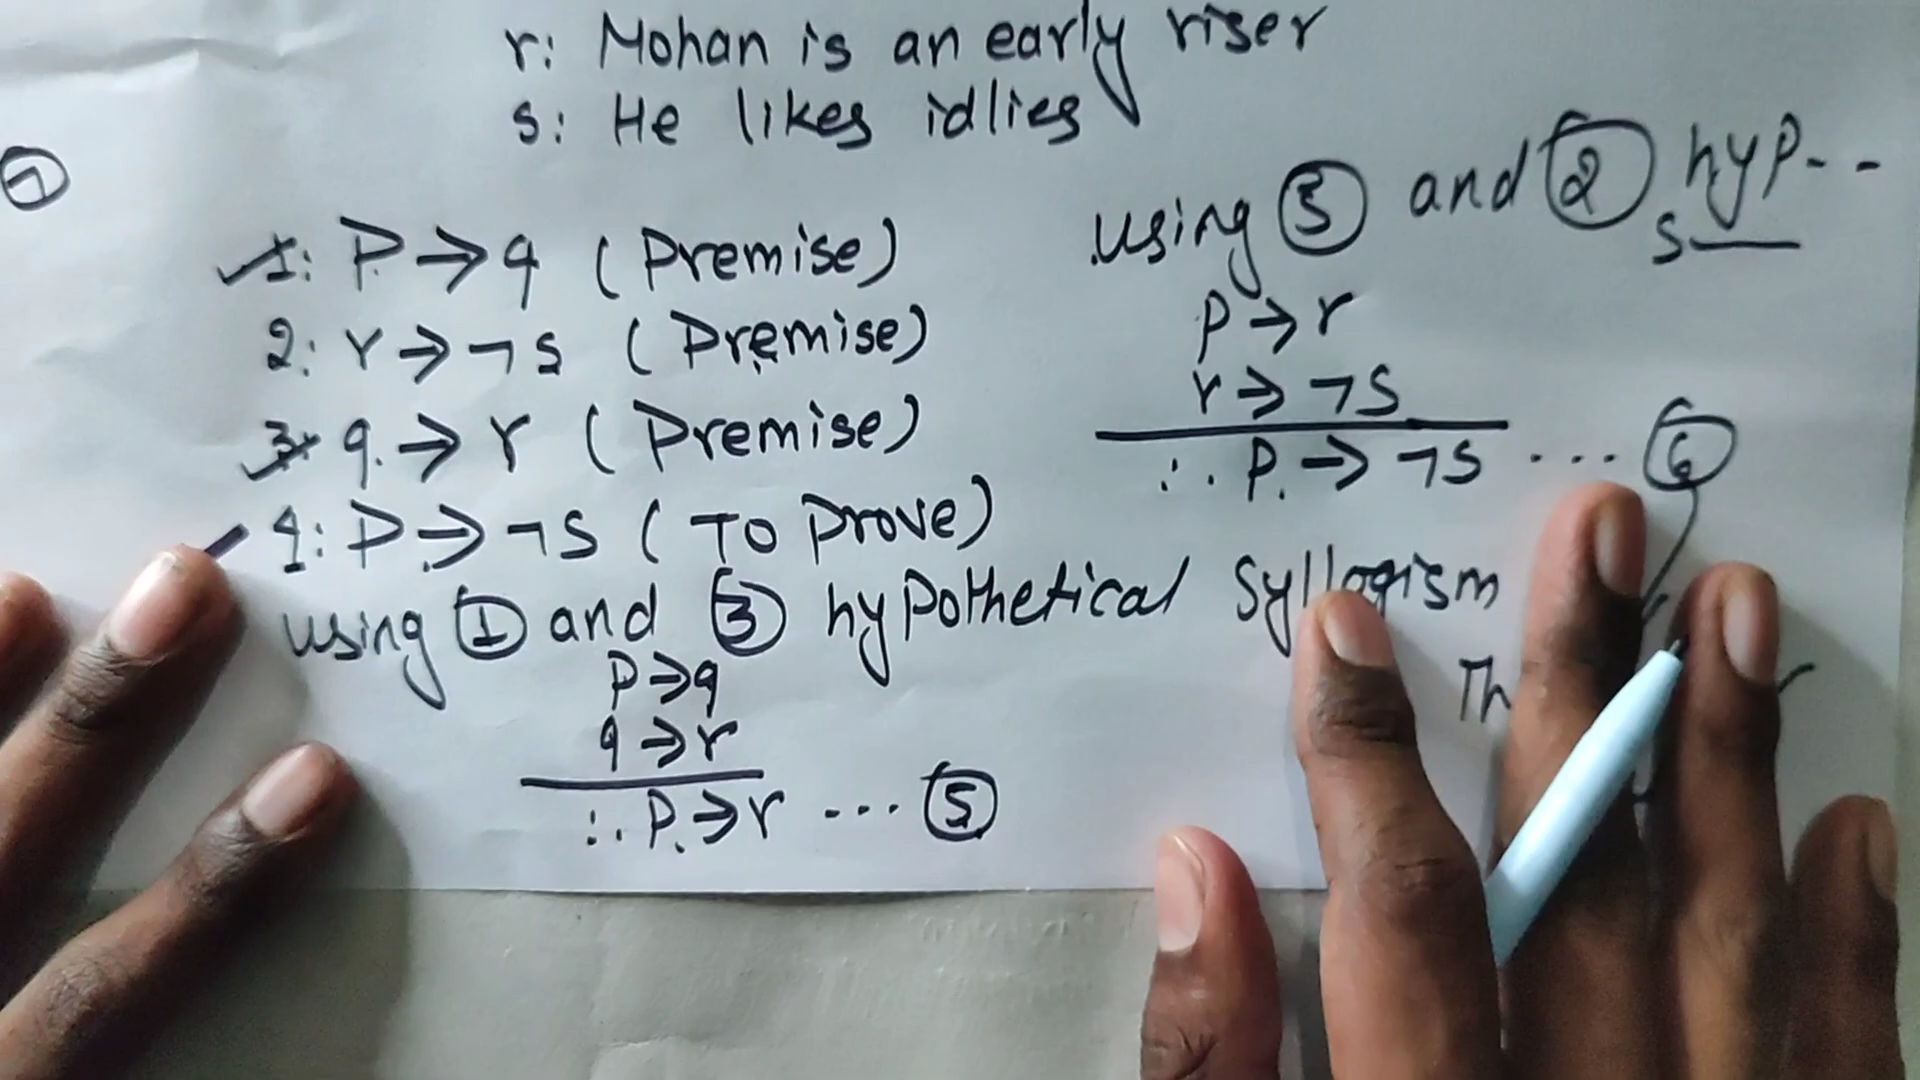 r: Mohan is an early riser
s: He likes idlies
1
1: P → q (Premise)
2: r → ¬s (Premise)
3: q → r (Premise)
4: P → ¬s (To prove)
using ① and ③ hypothetical syllogism
p → q
q → r
∴ P → r ... ⑤
using ⑤ and ② hyp--
s
p → r
r → ¬s
∴ P → ¬s ... ⑥